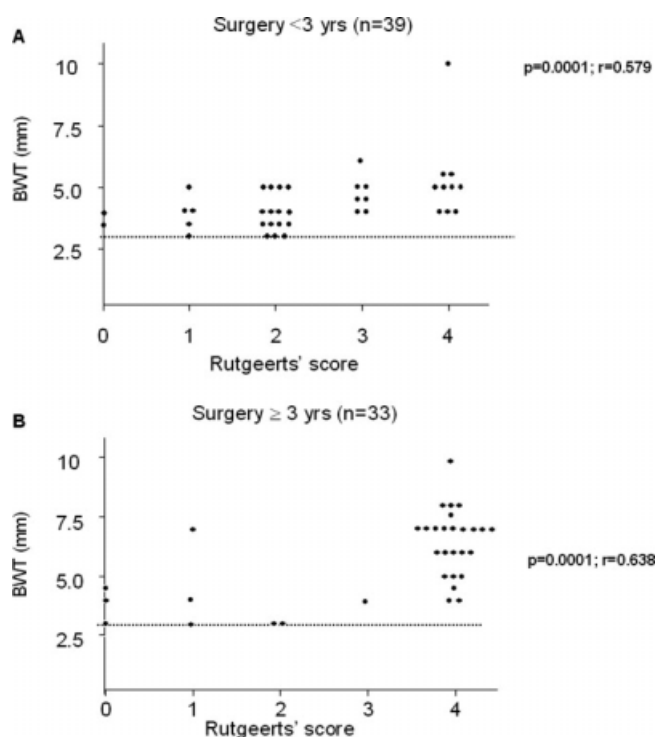 A
Surgery <3 yrs (n=39)
p=0.0001; r=0.579
BWT (mm)
10
7.5
5.0
2.5
0 1 2 3 4
Rutgeerts' score
B
Surgery ≥ 3 yrs (n=33)
p=0.0001; r=0.638
BWT (mm)
10
7.5
5.0
2.5
0 1 2 3 4
Rutgeerts' score